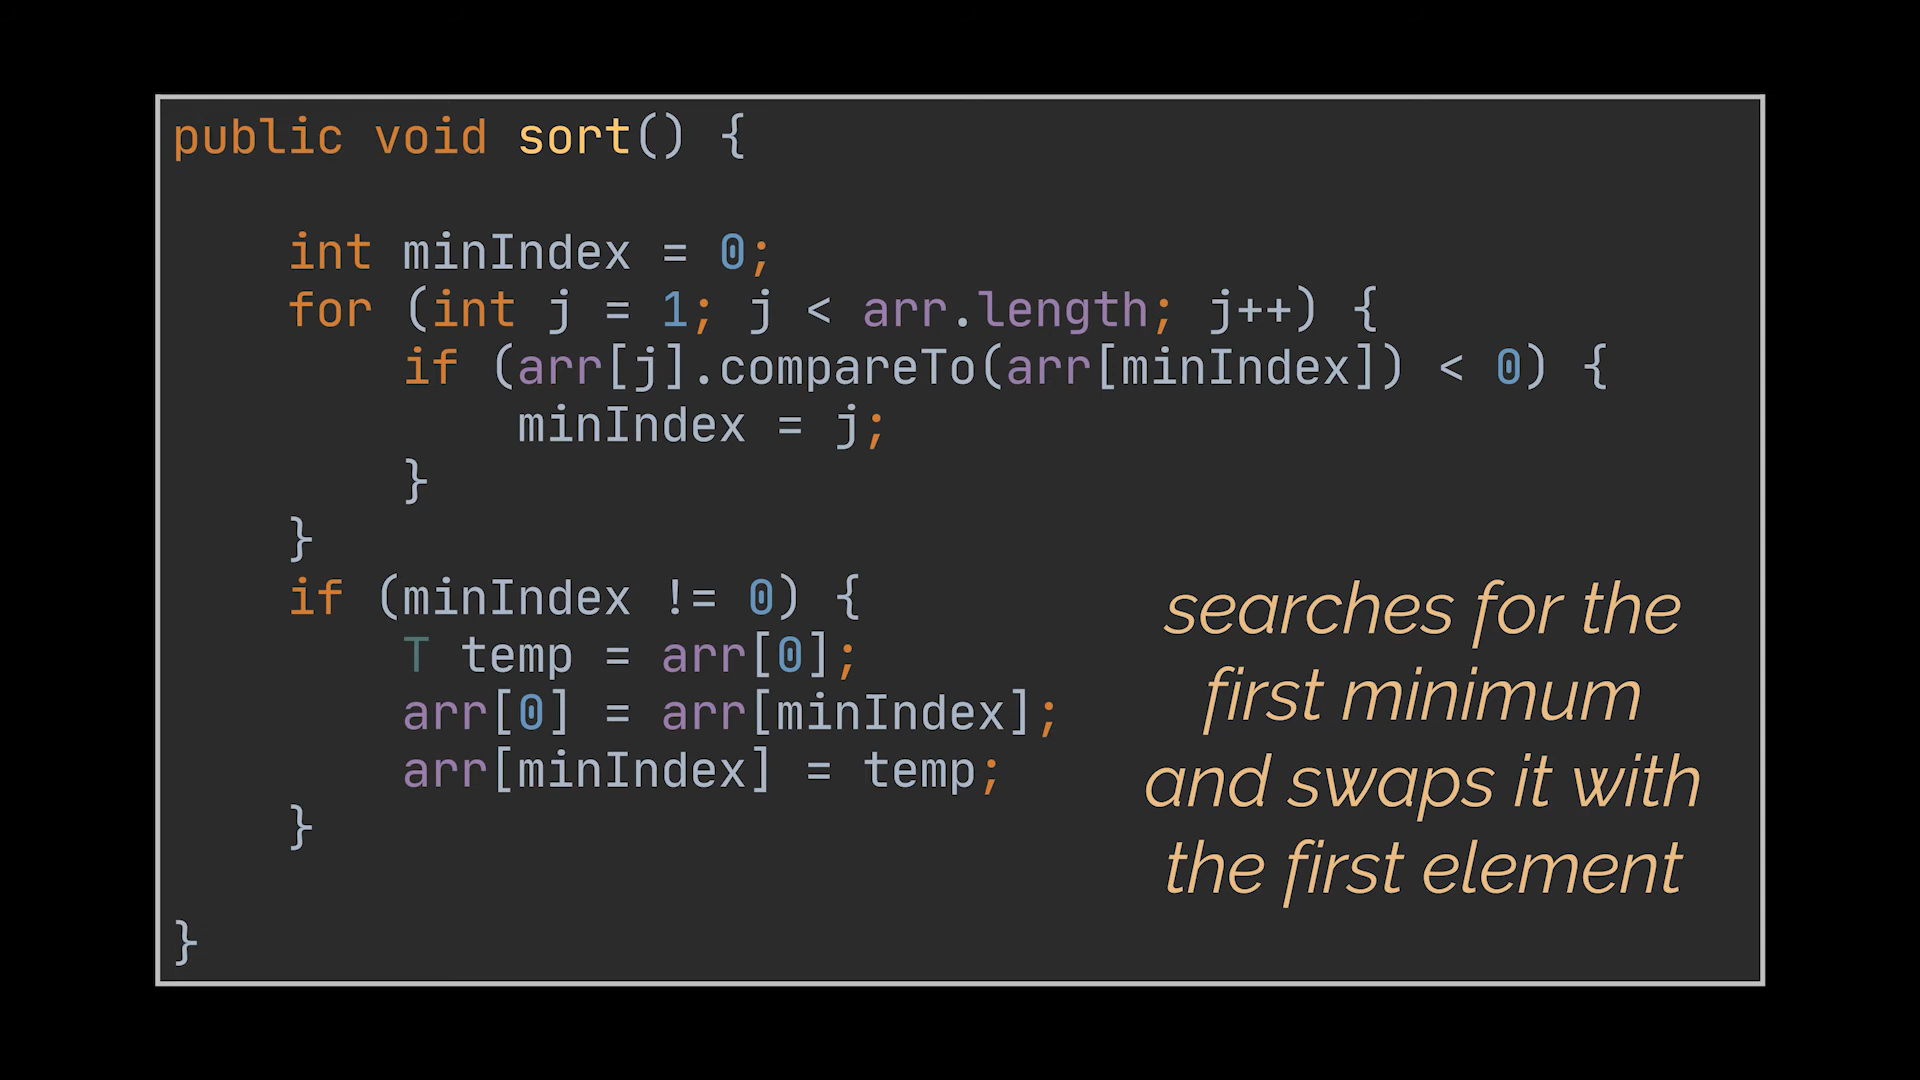 public void sort() {
int minIndex = 0;
for (int j = 1; j < arr.length; j++) {
if (arr[j].compareTo(arr[minIndex]) < 0) {
minIndex = j;
}
}
if (minIndex != 0) {
T temp = arr[0];
arr[0] = arr[minIndex];
arr[minIndex] = temp;
}
}
searches for the
first minimum
and swaps it with
the first element